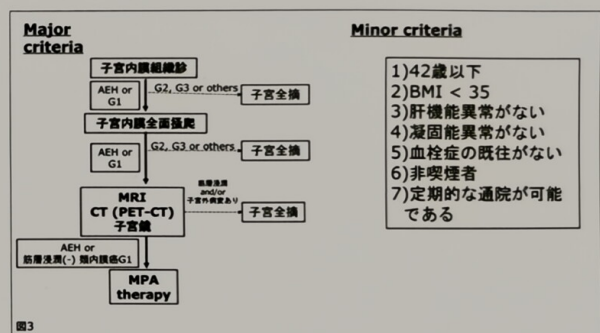 Major
criteria
子宮内膜組織診
AEH or
G1
G2, G3 or others
子宮全摘
子宮内膜全面掻爬
AEH or
G1
G2, G3 or others
子宮全摘
MRI
CT (PET-CT)
子宮鏡
筋層浸潤
and/or
子宮外病変あり
子宮全摘
AEH or
筋層浸潤(-) 類内膜癌G1
MPA
therapy
Minor criteria
1)42歳以下
2)BMI < 35
3)肝機能異常がない
4)凝固能異常がない
5)血栓症の既往がない
6)非喫煙者
7)定期的な通院が可能
である
図3